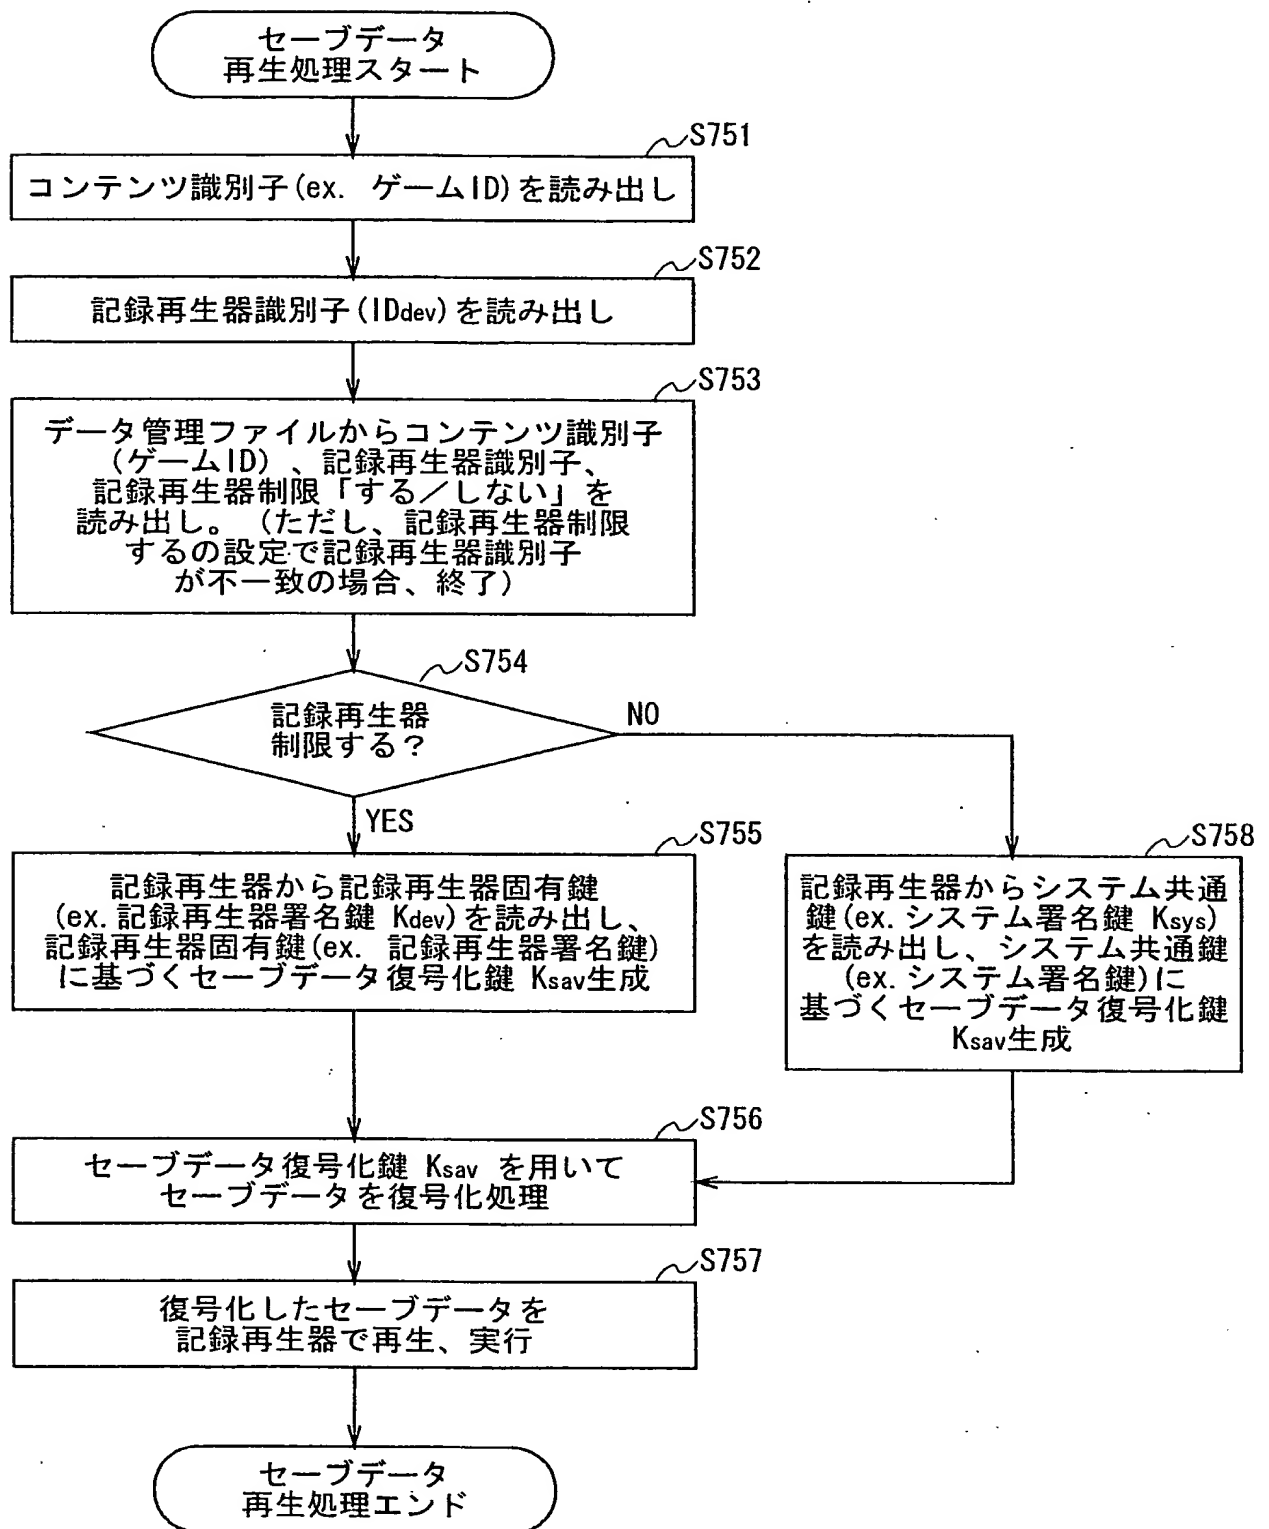 セーブデータ
再生処理スタート
S751
コンテンツ識別子(ex. ゲームID)を読み出し
S752
記録再生器識別子(IDdev)を読み出し
S753
データ管理ファイルからコンテンツ識別子
(ゲームID)、記録再生器識別子、
記録再生器制限「する/しない」を
読み出し。(ただし、記録再生器制限
するの設定で記録再生器識別子
が不一致の場合、終了)
S754
記録再生器
制限する?
NO
YES
S755
記録再生器から記録再生器固有鍵
(ex.記録再生器署名鍵 Kdev)を読み出し、
記録再生器固有鍵(ex. 記録再生器署名鍵)
に基づくセーブデータ復号化鍵 Ksav生成
S758
記録再生器からシステム共通
鍵(ex.システム署名鍵 Ksys)
を読み出し、システム共通鍵
(ex.システム署名鍵)に
基づくセーブデータ復号化鍵
Ksav生成
S756
セーブデータ復号化鍵 Ksav を用いて
セーブデータを復号化処理
S757
復号化したセーブデータを
記録再生器で再生、実行
セーブデータ
再生処理エンド